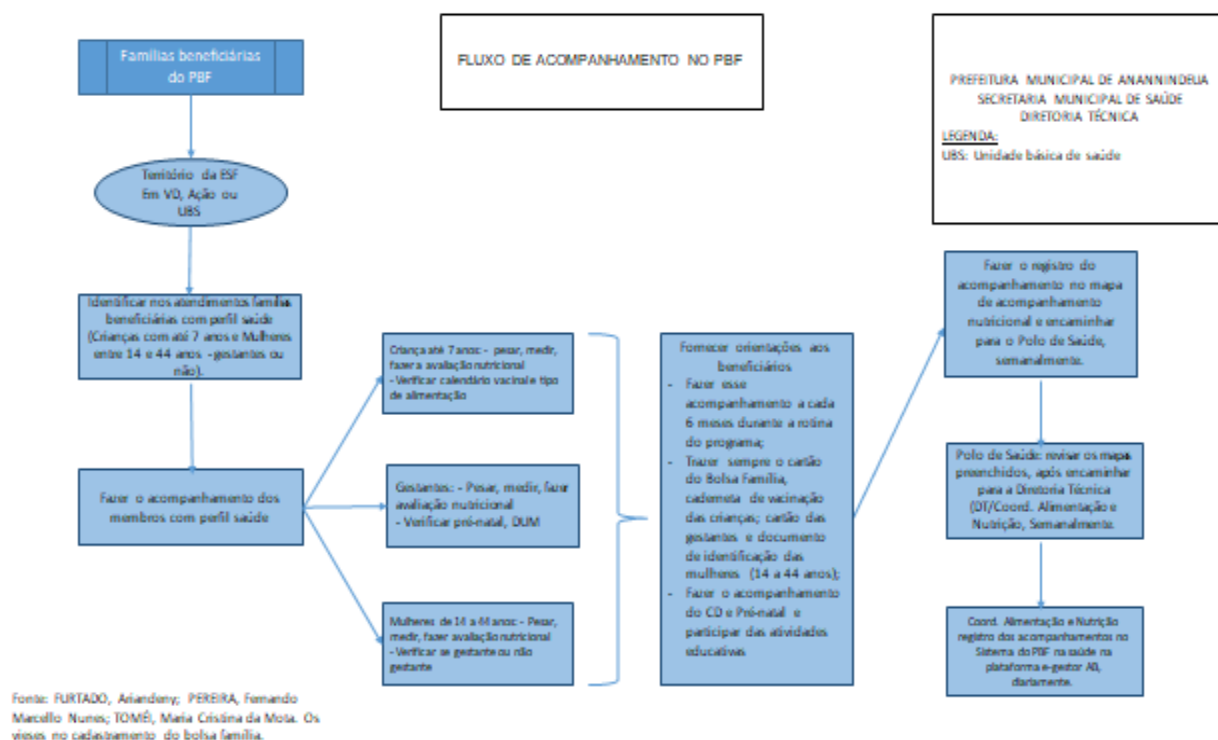 Famílias beneficiárias
do PBF
FLUXO DE ACOMPANHAMENTO NO PBF
PREFEITURA MUNICIPAL DE ANANNINDEUA
SECRETARIA MUNICIPAL DE SAÚDE
DIRETORIA TÉCNICA
LEGENDA:
UBS: Unidade básica de saúde
Território da ESF
Em VD, Ação ou
UBS
Identificar nos atendimentos famílias
beneficiárias com perfil saúde
(Crianças com até 7 anos e Mulheres
entre 14 e 44 anos -gestantes ou
não).
Fazer o acompanhamento dos
membros com perfil saúde
Criança até 7 anos: - pesar, medir,
fazer a avaliação nutricional
- Verificar calendário vacinal e tipo
de alimentação
Gestantes: - Pesar, medir, fazer
avaliação nutricional
- Verificar pré-natal, DUM
Mulheres de 14 a 44 anos: - Pesar,
medir, fazer avaliação nutricional
- Verificar se gestante ou não
gestante
Fornecer orientações aos
beneficiários
- Fazer esse
acompanhamento a cada
6 meses durante a rotina
do programa;
- Trazer sempre o cartão
do Bolsa Família,
caderneta de vacinação
das crianças; cartão das
gestantes e documento
de identificação das
mulheres (14 a 44 anos);
- Fazer o acompanhamento
do CD e Pré-natal e
participar das atividades
educativas
Fazer o registro do
acompanhamento no mapa
de acompanhamento
nutricional e encaminhar
para o Polo de Saúde,
semanalmente.
Polo de Saúde: revisar os mapas
preenchidos, após encaminhar
para a Diretoria Técnica
(DT/Coord. Alimentação e
Nutrição, Semanalmente.
Coord. Alimentação e Nutrição
registro dos acompanhamentos no
Sistema do PBF na saúde na
plataforma e-gestor AB,
diariamente.
Fonte: FURTADO, Ariandeny; PEREIRA, Fernando
Marcello Nunes; TOMÉI, Maria Cristina da Mota. Os
vieses no cadastramento do bolsa família.